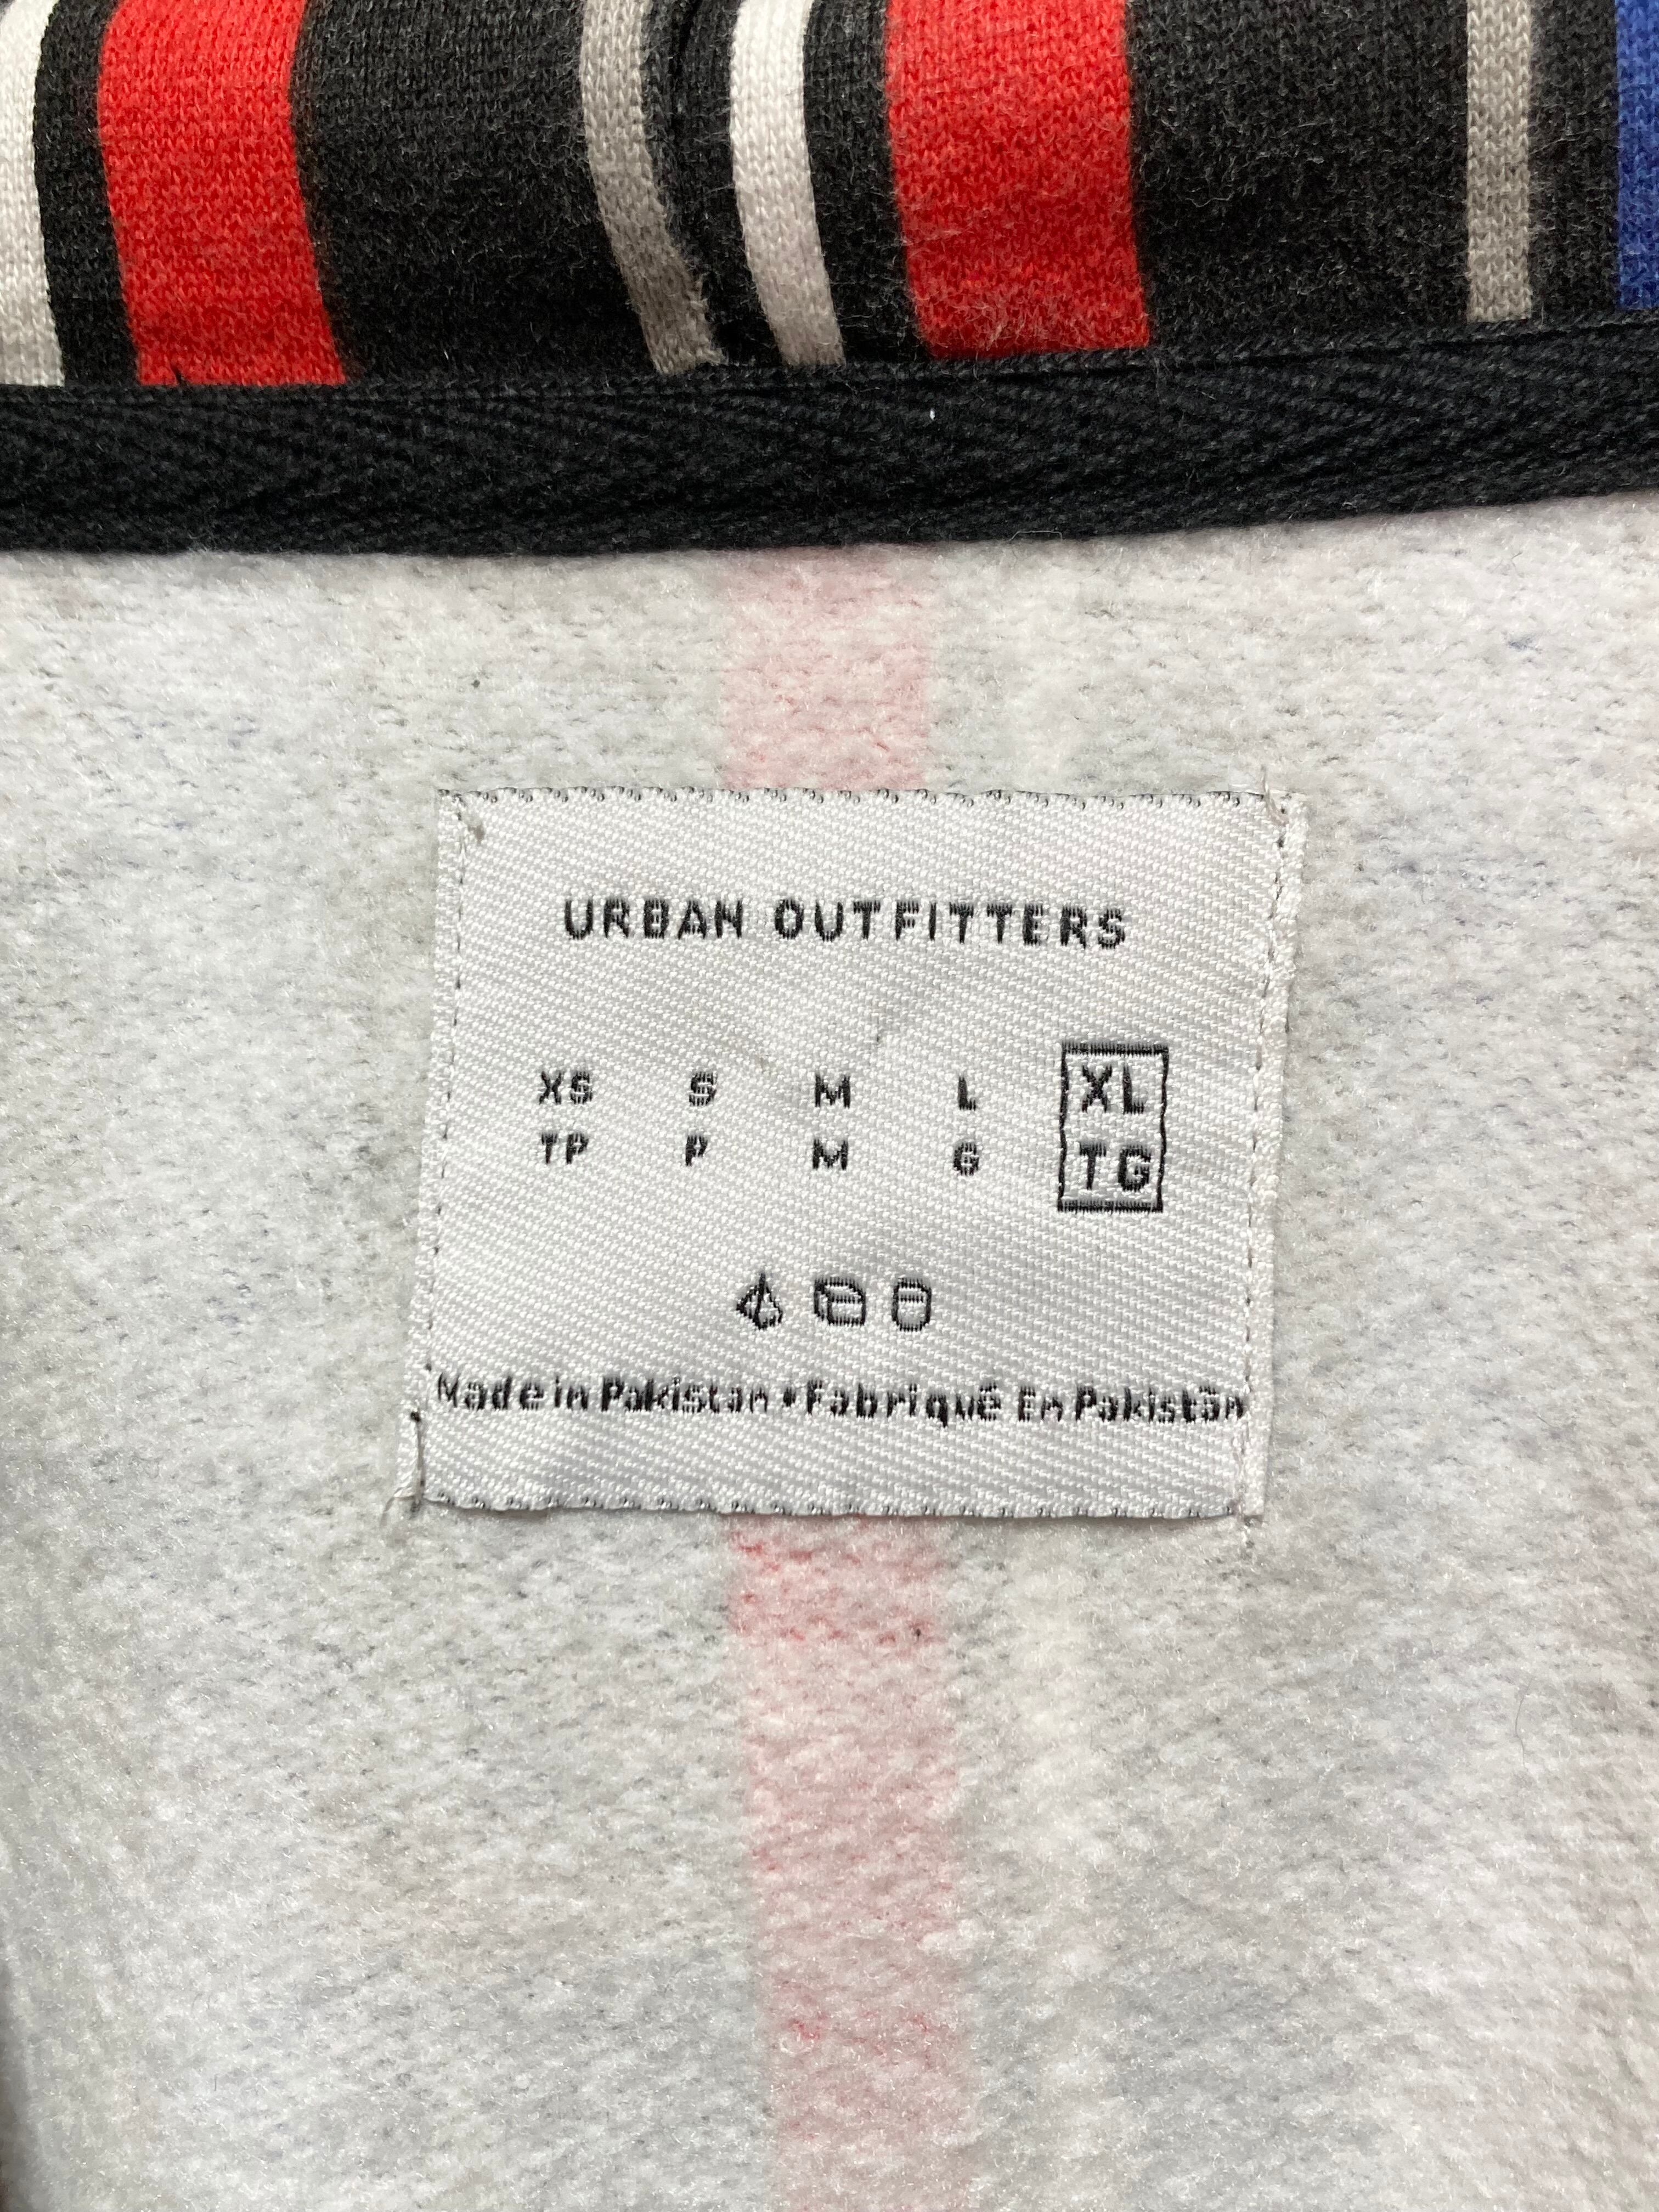 URBAN OUTFITTERS
XS S M L XL
TP P M G TG
Made in Pakistan • Fabriqué En Pakistan